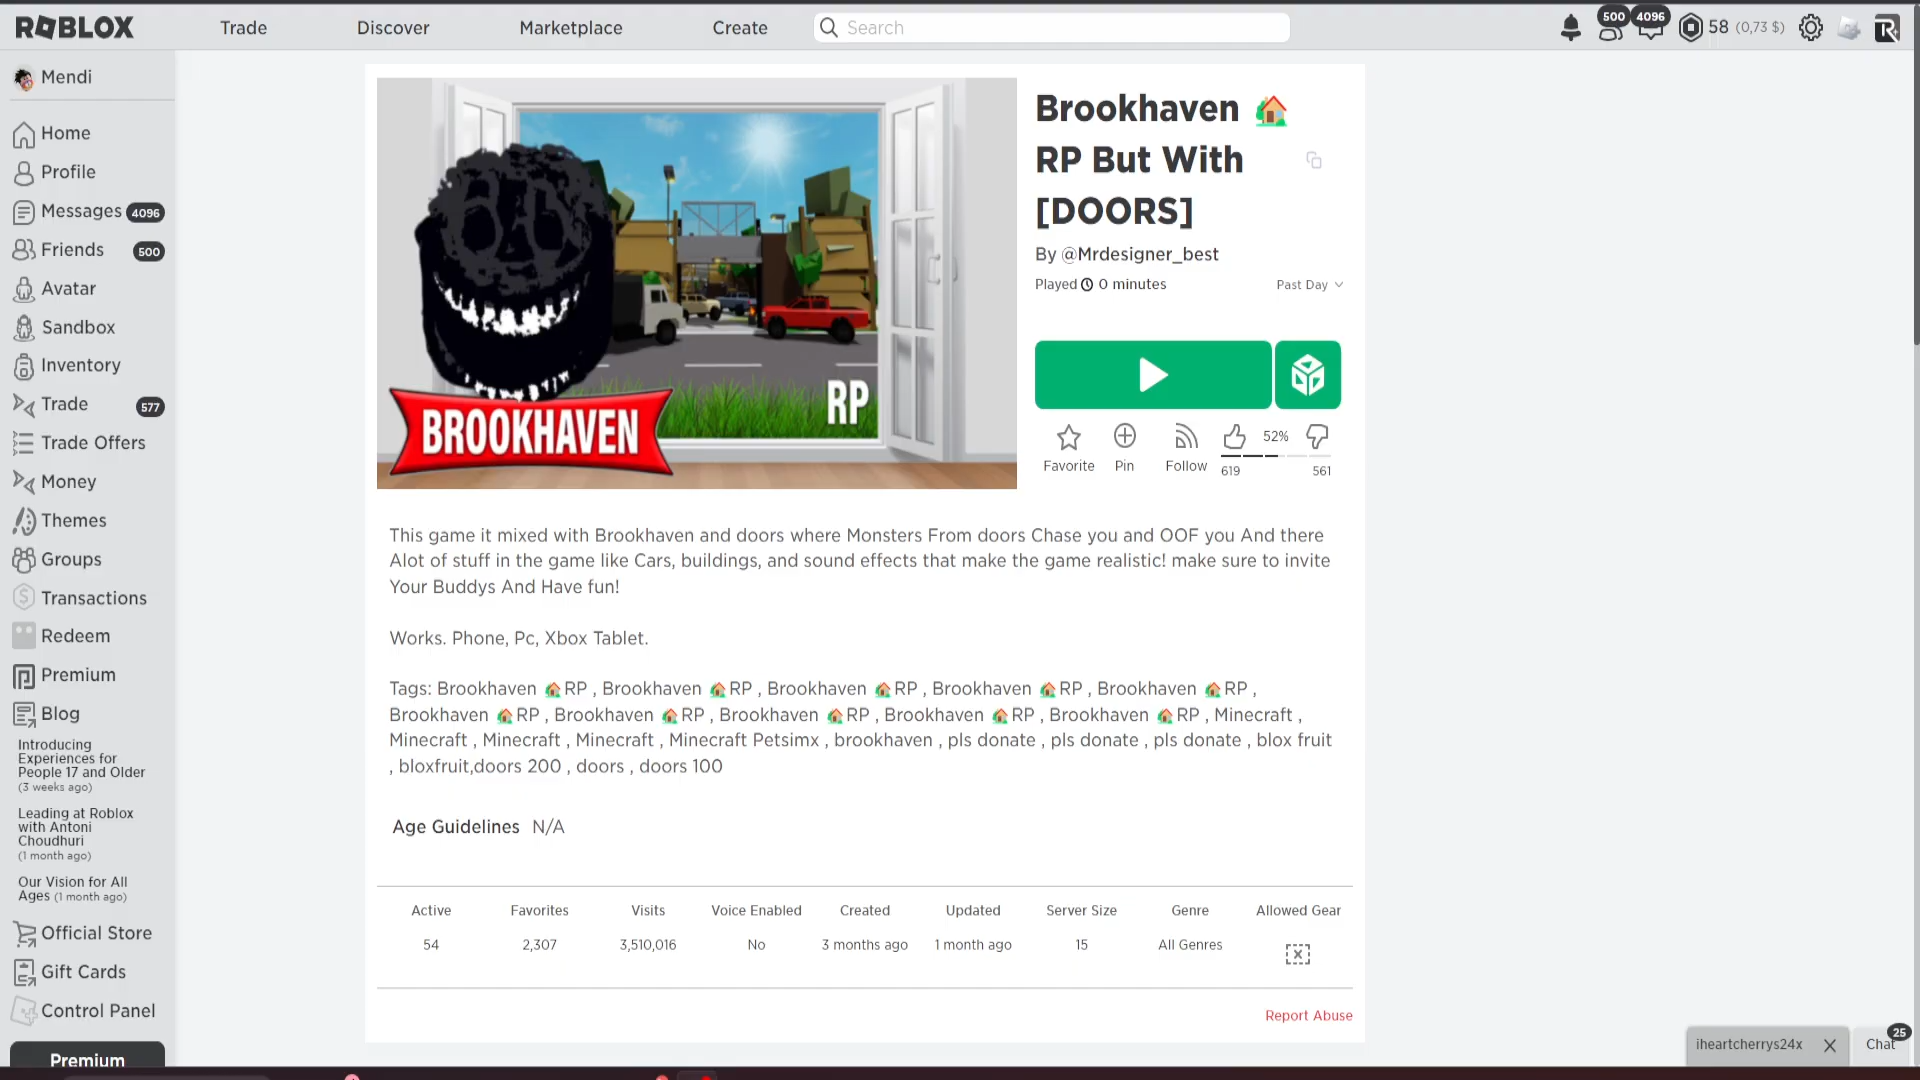 ROBLOX
Trade
Discover
Marketplace
Create
Search
500
4096
58 (0,73 $)
Mendi
Home
Profile
Messages 4096
Friends 500
Avatar
Sandbox
Inventory
Trade 577
Trade Offers
Money
Themes
Groups
Transactions
Redeem
Premium
Blog
Introducing
Experiences for
People 17 and Older
(3 weeks ago)
Leading at Roblox
with Antoni
Choudhuri
(1 month ago)
Our Vision for All
Ages (1 month ago)
Official Store
Gift Cards
Control Panel
Premium
BROOKHAVEN
RP
Brookhaven 🏡
RP But With
[DOORS]
By @Mrdesigner_best
Played 0 minutes
Past Day
Favorite
Pin
Follow
52%
619
561
This game it mixed with Brookhaven and doors where Monsters From doors Chase you and OOF you And there
Alot of stuff in the game like Cars, buildings, and sound effects that make the game realistic! make sure to invite
Your Buddys And Have fun!
Works. Phone, Pc, Xbox Tablet.
Tags: Brookhaven 🏡RP , Brookhaven 🏡RP , Brookhaven 🏡RP , Brookhaven 🏡RP , Brookhaven 🏡RP ,
Brookhaven 🏡RP , Brookhaven 🏡RP , Brookhaven 🏡RP , Brookhaven 🏡RP , Brookhaven 🏡RP , Minecraft ,
Minecraft , Minecraft , Minecraft , Minecraft Petsimx , brookhaven , pls donate , pls donate , pls donate , blox fruit
, bloxfruit,doors 200 , doors , doors 100
Age Guidelines N/A
Active Favorites Visits Voice Enabled Created Updated Server Size Genre Allowed Gear
54 2,307 3,510,016 No 3 months ago 1 month ago 15 All Genres
Report Abuse
iheartcherrys24x
Chat
25